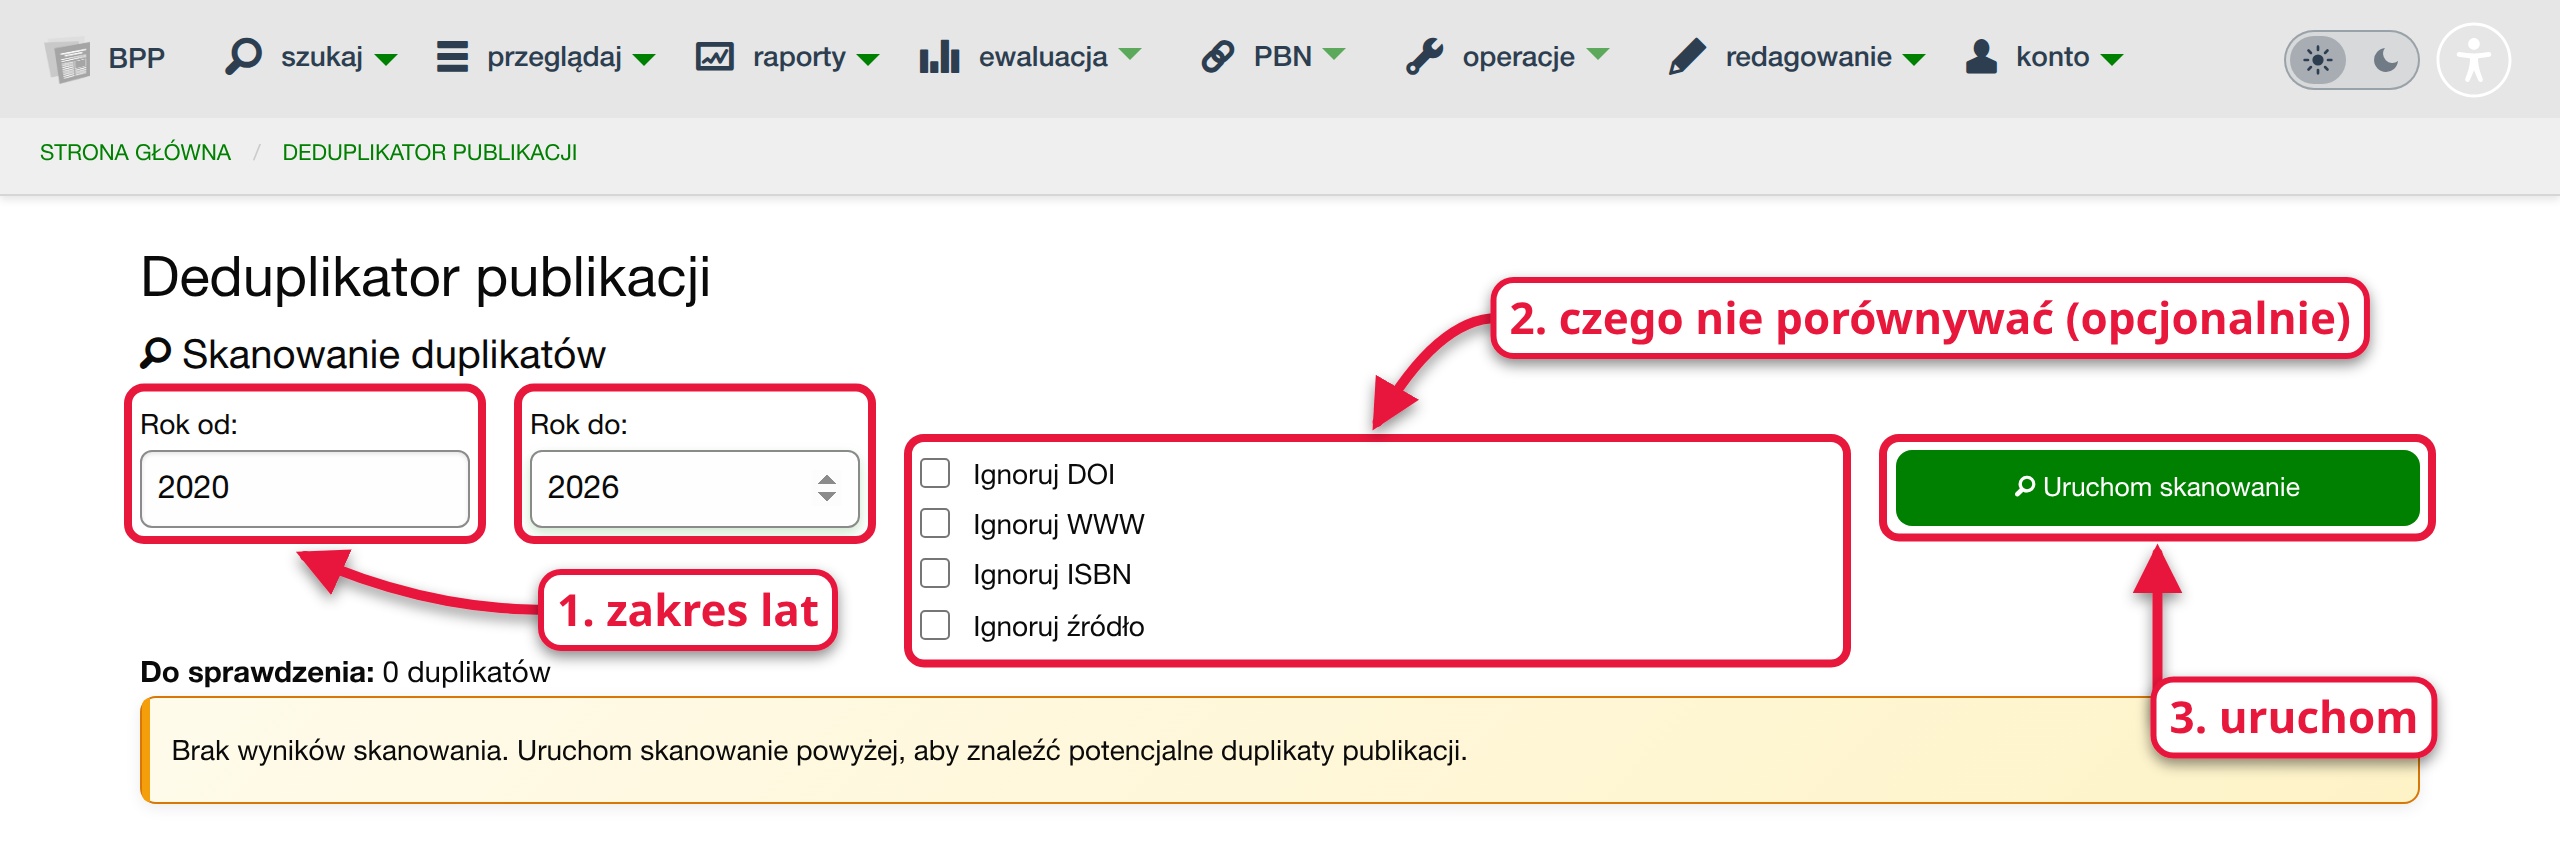 BPP szukaj przeglądaj raporty ewaluacja PBN operacje redagowanie konto
STRONA GŁÓWNA / DEDUPLIKATOR PUBLIKACJI
Deduplikator publikacji
2. czego nie porównywać (opcjonalnie)
Skanowanie duplikatów
Rok od:
2020
Rok do:
2026
Ignoruj DOI
Ignoruj WWW
Ignoruj ISBN
Ignoruj źródło
Uruchom skanowanie
1. zakres lat
Do sprawdzenia: 0 duplikatów
3. uruchom
Brak wyników skanowania. Uruchom skanowanie powyżej, aby znaleźć potencjalne duplikaty publikacji.